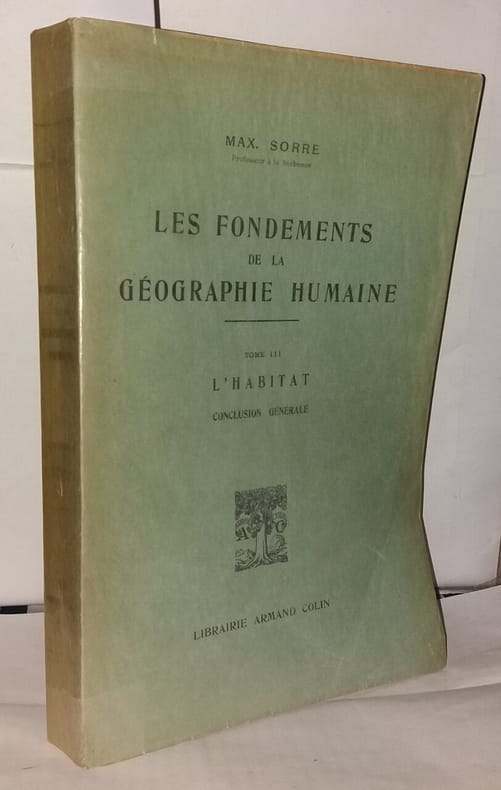 MAX. SORRE
Professeur à la Sorbonne
LES FONDEMENTS
DE LA
GÉOGRAPHIE HUMAINE
TOME III
L'HABITAT
CONCLUSION GÉNÉRALE
A C
LIBRAIRIE ARMAND COLIN